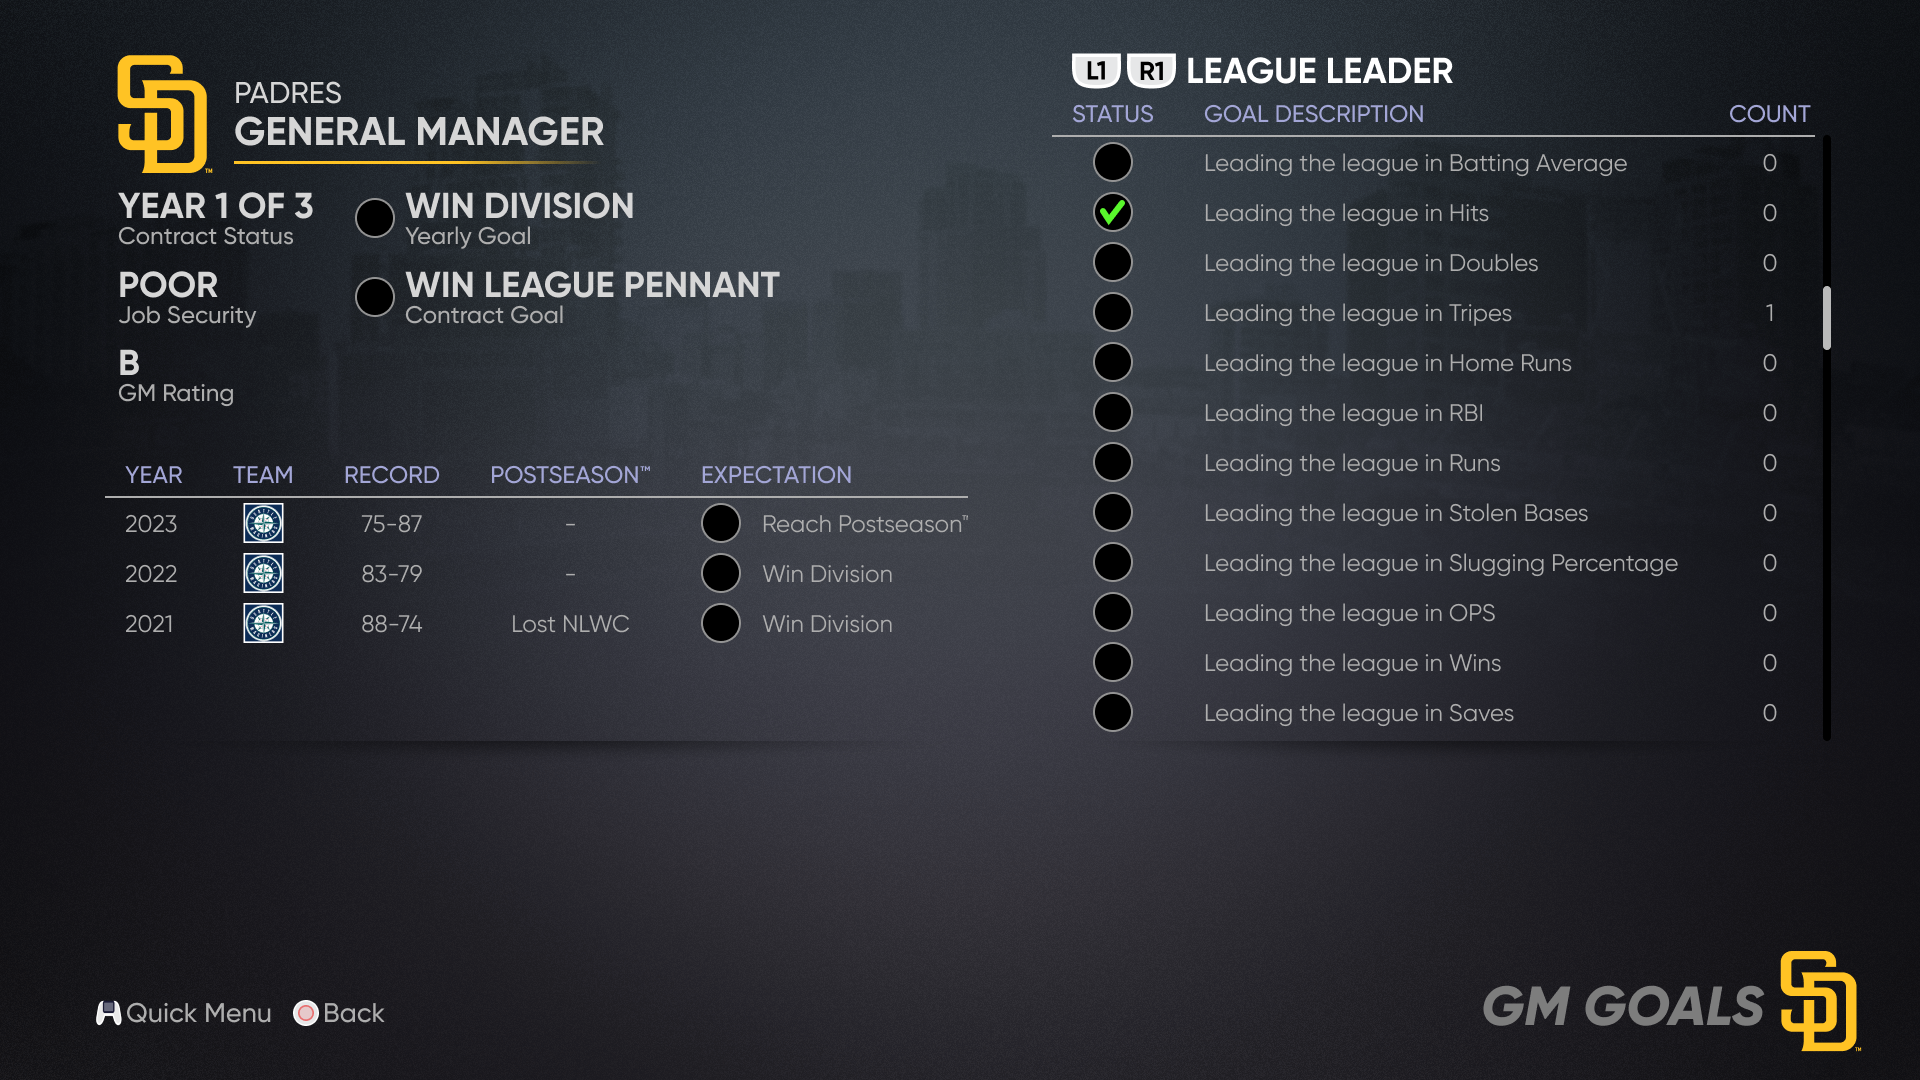 PADRES
GENERAL MANAGER
YEAR 1 OF 3
Contract Status
WIN DIVISION
Yearly Goal
POOR
Job Security
WIN LEAGUE PENNANT
Contract Goal
B
GM Rating
YEAR TEAM RECORD POSTSEASON™ EXPECTATION
2023 75-87 - Reach Postseason™
2022 83-79 - Win Division
2021 88-74 Lost NLWC Win Division
L1 R1 LEAGUE LEADER
STATUS GOAL DESCRIPTION COUNT
Leading the league in Batting Average 0
Leading the league in Hits 0
Leading the league in Doubles 0
Leading the league in Tripes 1
Leading the league in Home Runs 0
Leading the league in RBI 0
Leading the league in Runs 0
Leading the league in Stolen Bases 0
Leading the league in Slugging Percentage 0
Leading the league in OPS 0
Leading the league in Wins 0
Leading the league in Saves 0
Quick Menu Back
GM GOALS SD™